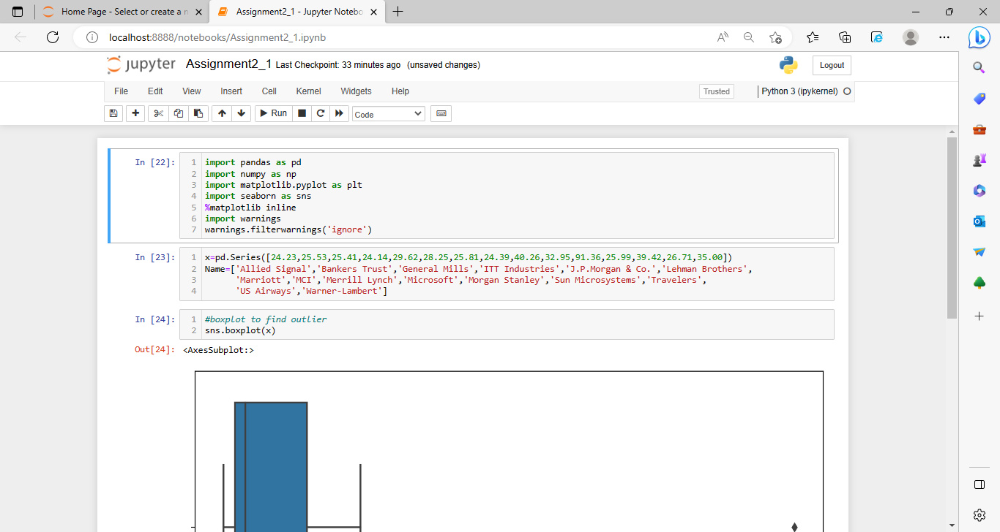 Home Page - Select or create a n
Assignment2_1 - Jupyter Notebo
localhost:8888/notebooks/Assignment2_1.ipynb
jupyter Assignment2_1 Last Checkpoint: 33 minutes ago (unsaved changes)
Logout
File Edit View Insert Cell Kernel Widgets Help
Trusted
Python 3 (ipykernel)
Run
Code
In [22]:
1 import pandas as pd
2 import numpy as np
3 import matplotlib.pyplot as plt
4 import seaborn as sns
5 %matplotlib inline
6 import warnings
7 warnings.filterwarnings('ignore')
In [23]:
1 x=pd.Series([24.23,25.53,25.41,24.14,29.62,28.25,25.81,24.39,40.26,32.95,91.36,25.99,39.42,26.71,35.00])
2 Name=['Allied Signal','Bankers Trust','General Mills','ITT Industries','J.P.Morgan & Co.','Lehman Brothers',
3 'Marriott','MCI','Merrill Lynch','Microsoft','Morgan Stanley','Sun Microsystems','Travelers',
4 'US Airways','Warner-Lambert']
In [24]:
1 #boxplot to find outlier
2 sns.boxplot(x)
Out[24]: <AxesSubplot:>